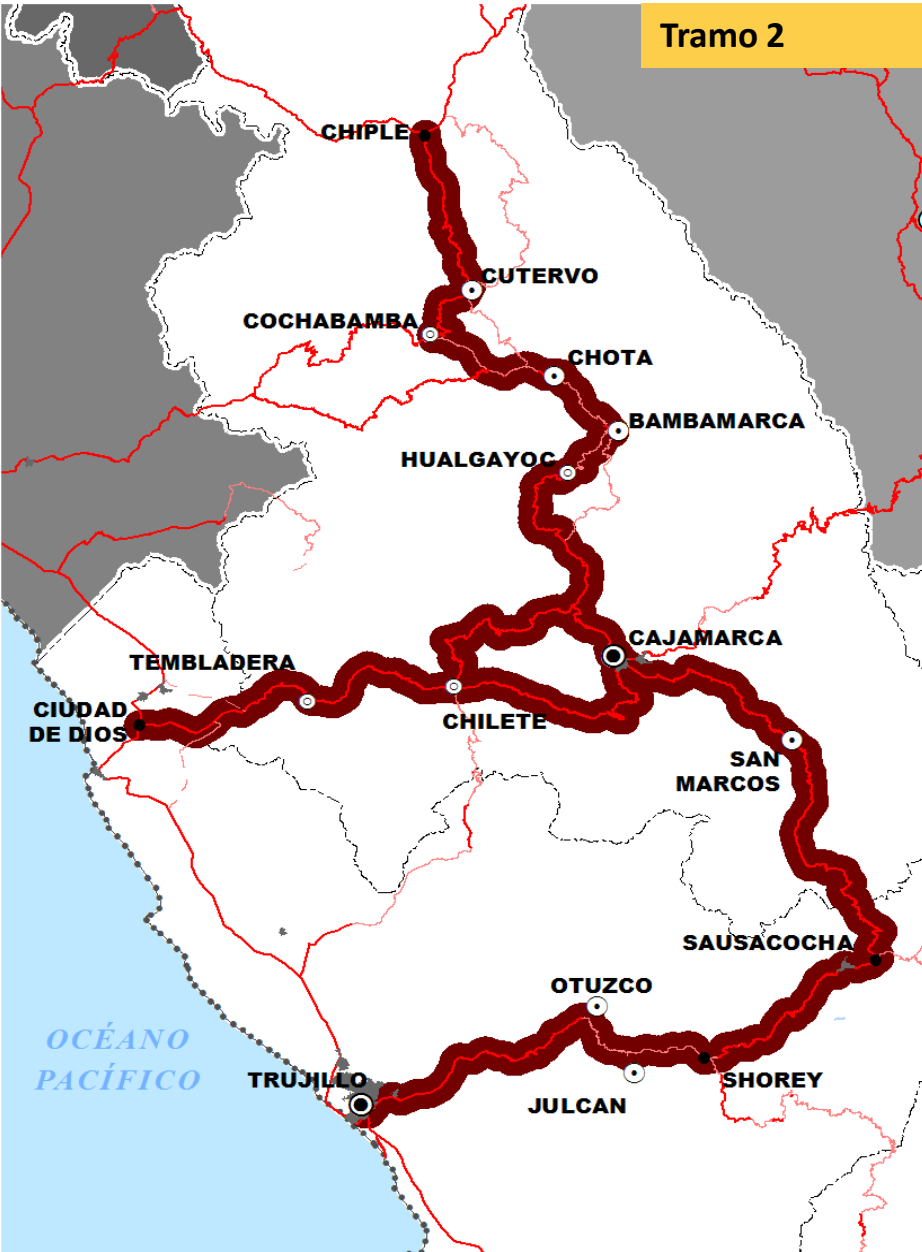 Tramo 2
CHIPLE
CUTERVO
COCHABAMBA
CHOTA
BAMBAMARCA
HUALGAYOC
CAJAMARCA
TEMBLADERA
CIUDAD
DE DIOS
CHILETE
SAN
MARCOS
SAUSACOCHA
OTUZCO
OCÉANO
PACÍFICO
TRUJILLO
SHOREY
JULCAN